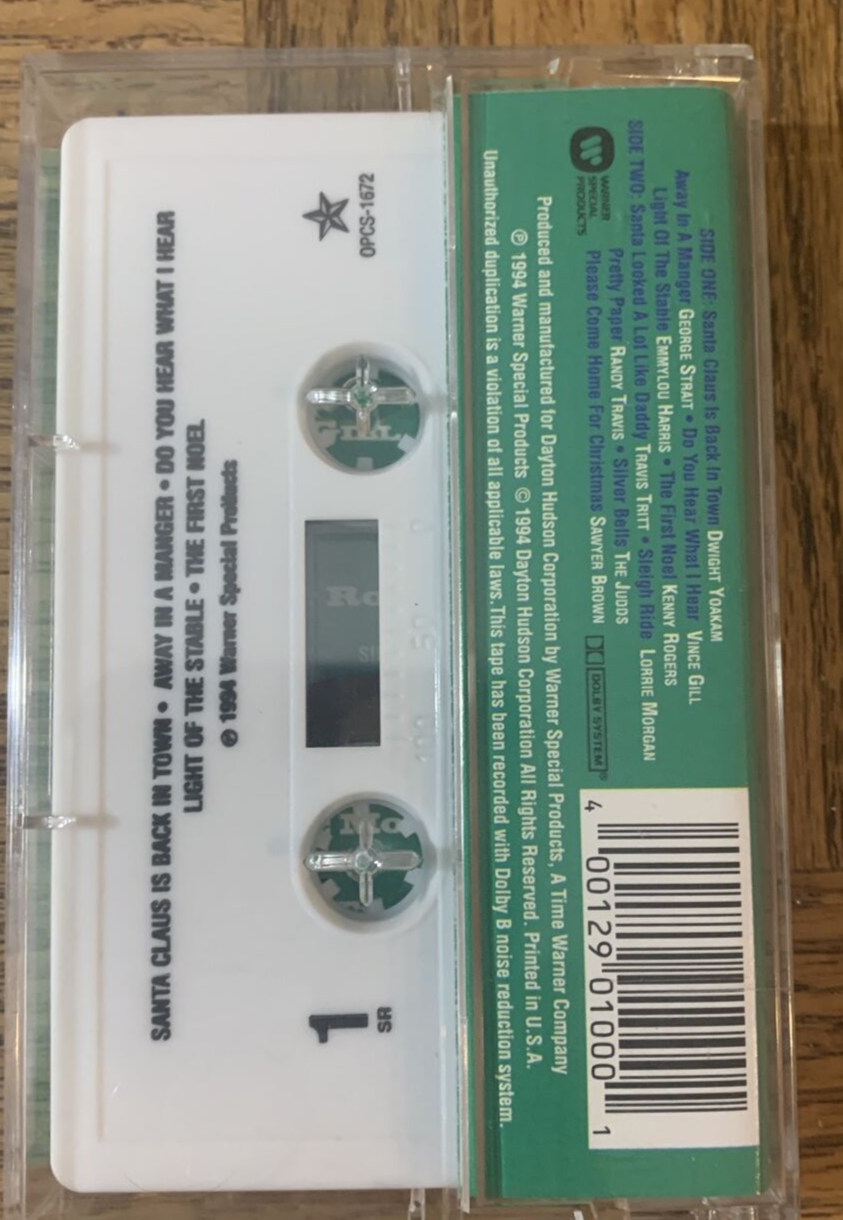 SIDE ONE: Santa Claus Is Back In Town DWIGHT YOAKAM
Away In A Manger GEORGE STRAIT • Do You Hear What I Hear VINCE GILL
Light Of The Stable EMMYLOU HARRIS • The First Noel KENNY ROGERS
SIDE TWO: Santa Looked A Lot Like Daddy TRAVIS TRITT • Sleigh Ride LORRIE MORGAN
Pretty Paper RANDY TRAVIS • Silver Bells THE JUDDS
Please Come Home For Christmas SAWYER BROWN DOLBY SYSTEM®
WARNER
SPECIAL
PRODUCTS
Produced and manufactured for Dayton Hudson Corporation by Warner Special Products, A Time Warner Company
℗ 1994 Warner Special Products © 1994 Dayton Hudson Corporation All Rights Reserved. Printed in U.S.A.
Unauthorized duplication is a violation of all applicable laws. This tape has been recorded with Dolby B noise reduction system.
4 00129 01000 1
OPCS-1672
1
SR
SANTA CLAUS IS BACK IN TOWN • AWAY IN A MANGER • DO YOU HEAR WHAT I HEAR
LIGHT OF THE STABLE • THE FIRST NOEL
℗ 1994 Warner Special Products